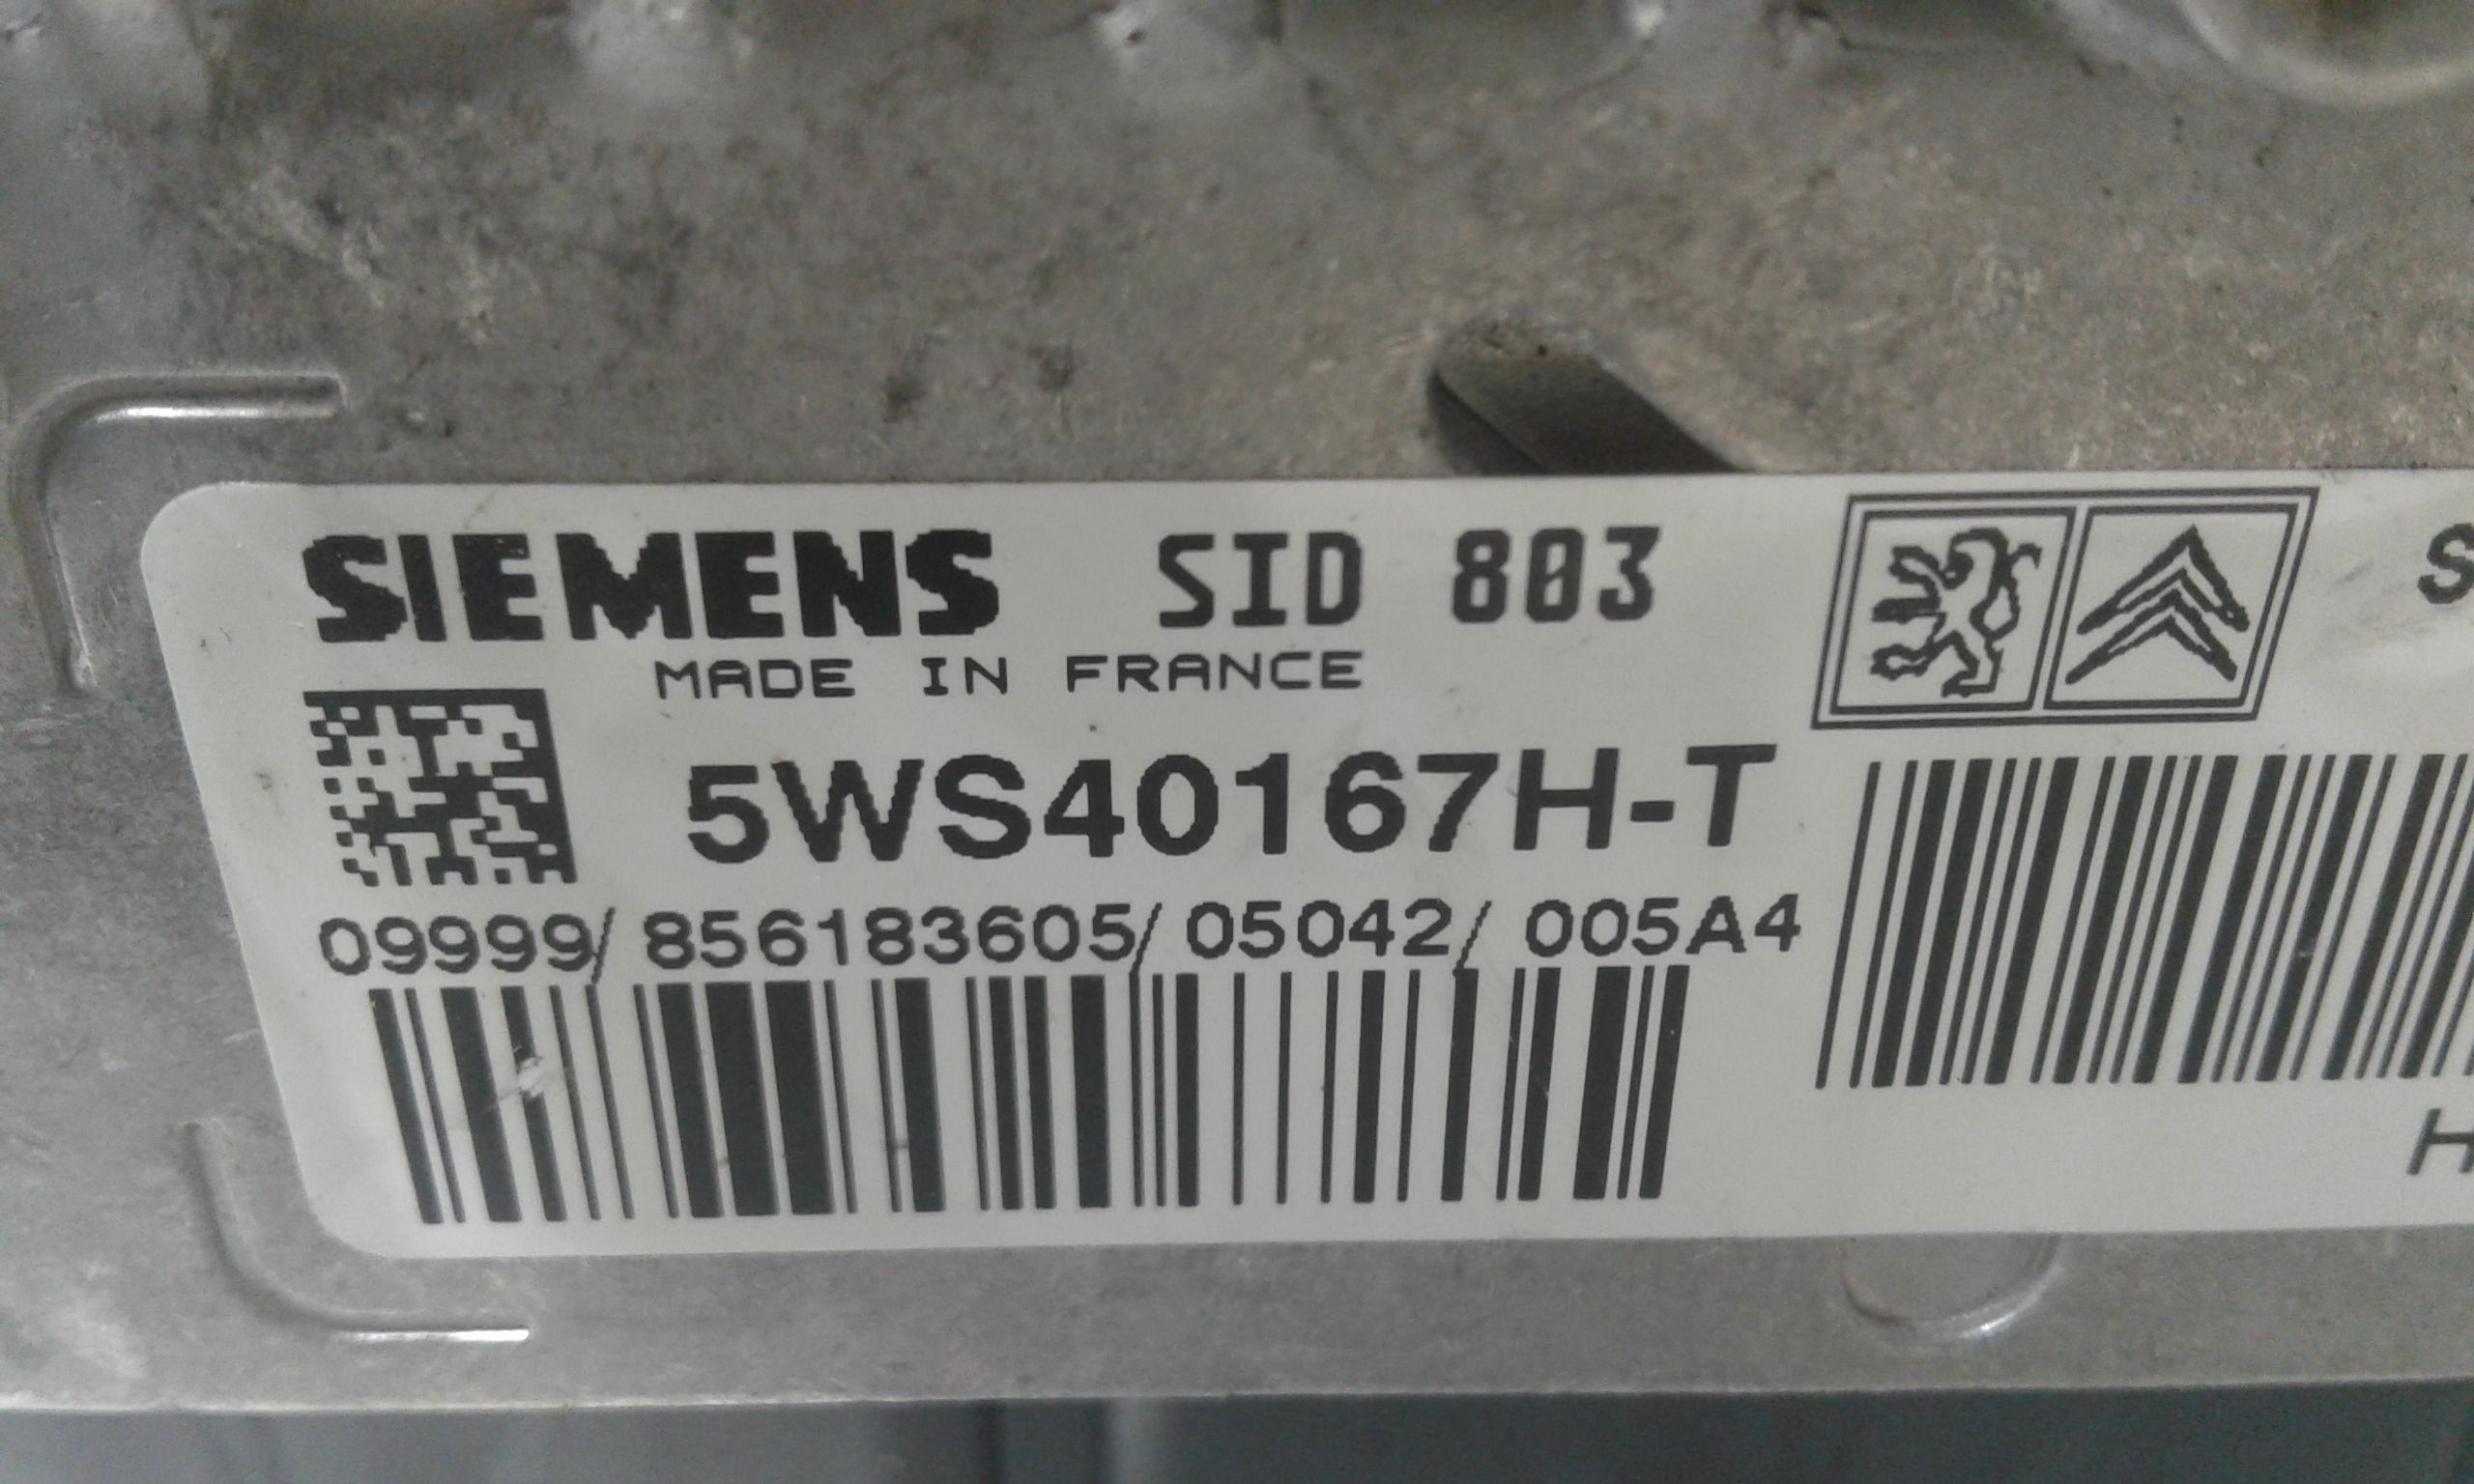 SIEMENS SID 803
MADE IN FRANCE
5WS40167H-T
09999/ 856183605/ 05042/ 005A4
S
H